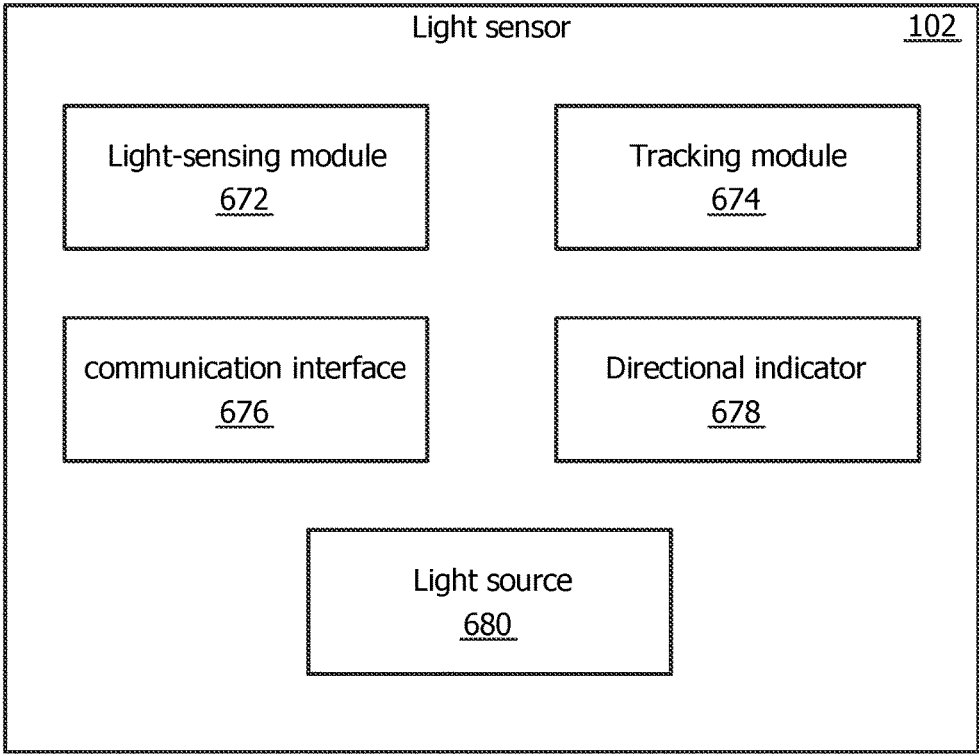 Light sensor 102
Light-sensing module
672
Tracking module
674
communication interface
676
Directional indicator
678
Light source
680